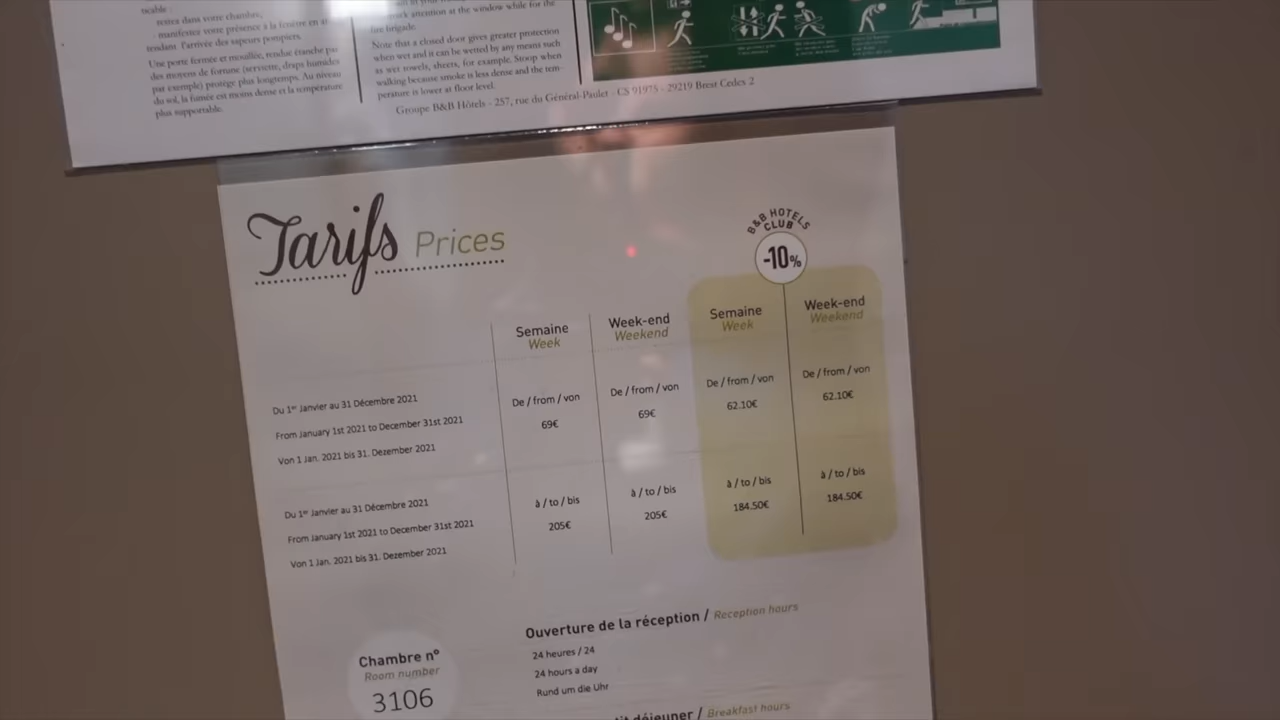 restez dans votre chambre,
manifestez votre présence à la fenêtre en
tendant l'arrivée des sapeurs pompiers.
Une porte fermée et mouillée, rendue étanche par
des moyens de fortune (serviette, draps humides
par exemple) protège plus longtemps. Au niveau
du sol, la fumée est moins dense et la température
plus supportable.
attention at the window while for the
fire brigade.
Note that a closed door gives greater protection
when wet and it can be wetted by any means such
as wet towels, sheets, for example. Stoop when
walking because smoke is less dense and the tem-
perature is lower at floor level.
Groupe B&B Hôtels - 257, rue du Général-Paulet - CS 91975 - 29219 Brest Cedex 2
Tarifs Prices
B&B HOTELS
CLUB
-10%
Semaine Week-end Semaine Week-end
Week Weekend Week Weekend
De / from / von De / from / von De / from / von De / from / von
69€ 69€ 62.10€ 62.10€
Du 1er Janvier au 31 Décembre 2021
From January 1st 2021 to December 31st 2021
Von 1 Jan. 2021 bis 31. Dezember 2021
à / to / bis à / to / bis à / to / bis à / to / bis
205€ 205€ 184.50€ 184.50€
Du 1er Janvier au 31 Décembre 2021
From January 1st 2021 to December 31st 2021
Von 1 Jan. 2021 bis 31. Dezember 2021
Chambre n°
Room number
3106
Ouverture de la réception / Reception hours
24 heures / 24
24 hours a day
Rund um die Uhr
déjeuner / Breakfast hours